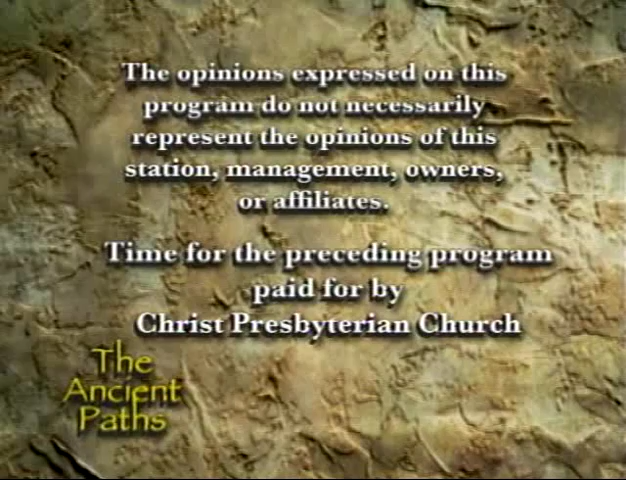 The opinions expressed on this
program do not necessarily
represent the opinions of this
station, management, owners,
or affiliates.
Time for the preceding program
paid for by
Christ Presbyterian Church
The
Ancient
Paths